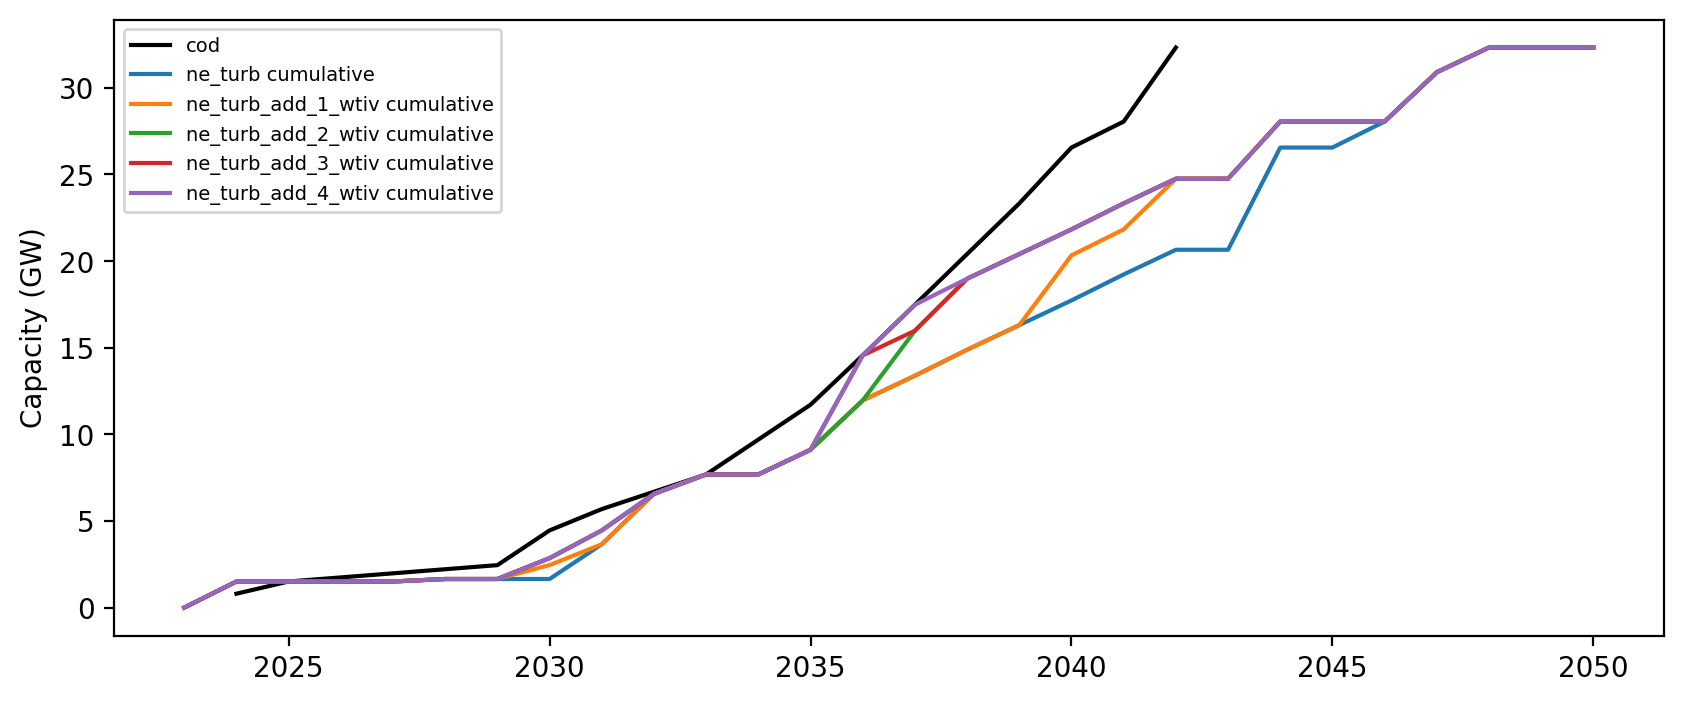 cod
ne_turb cumulative
ne_turb_add_1_wtiv cumulative
ne_turb_add_2_wtiv cumulative
ne_turb_add_3_wtiv cumulative
ne_turb_add_4_wtiv cumulative
Capacity (GW)
30
25
20
15
10
5
0
2025 2030 2035 2040 2045 2050